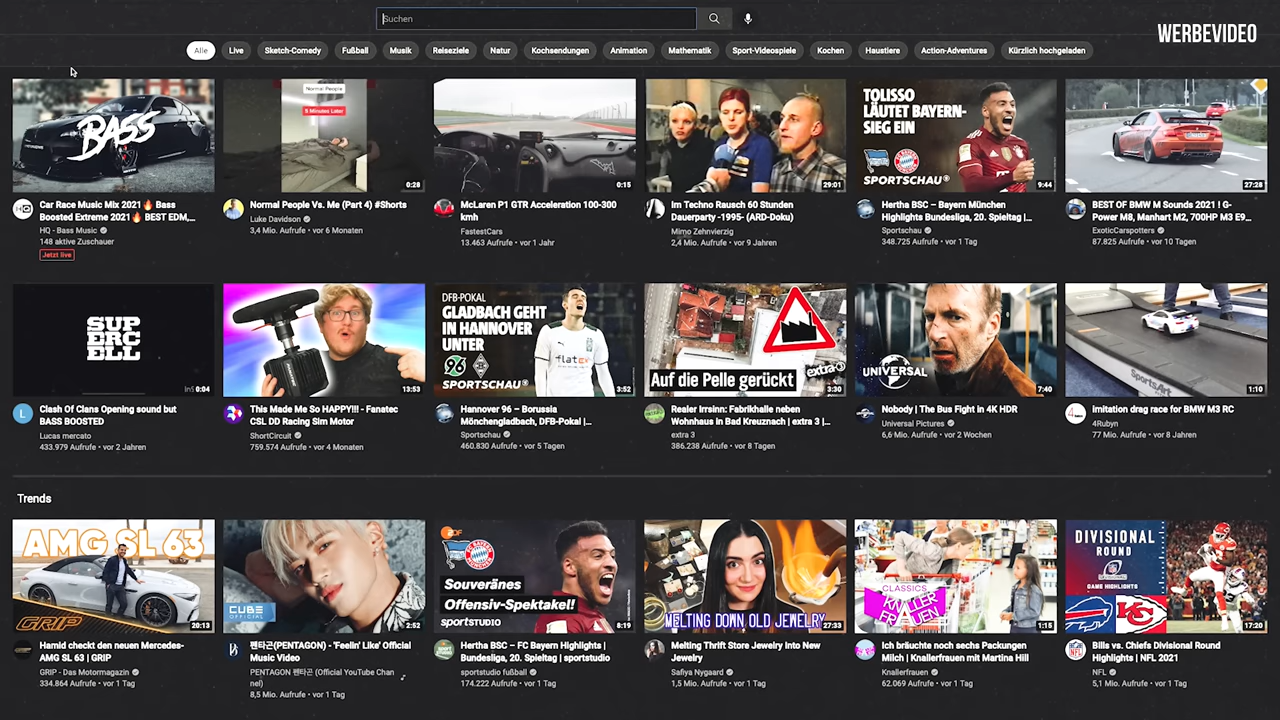 Suchen
WERBEVIDEO
Alle
Live
Sketch-Comedy
Fußball
Musik
Reiseziele
Natur
Kochsendungen
Animation
Mathematik
Sport-Videospiele
Kochen
Haustiere
Action-Adventures
Kürzlich hochgeladen
BASS
HQ
Car Race Music Mix 2021🔥 Bass
Boosted Extreme 2021🔥 BEST EDM,...
HQ - Bass Music
148 aktive Zuschauer
Jetzt live
Normal People
5 Minutes Later
0:28
Normal People Vs. Me (Part 4) #Shorts
Luke Davidson
3,4 Mio. Aufrufe • vor 6 Monaten
0:15
McLaren P1 GTR Acceleration 100-300
kmh
FastestCars
13.463 Aufrufe • vor 1 Jahr
29:01
Im Techno Rausch 60 Stunden
Dauerparty -1995- (ARD-Doku)
Mimo Zehnvierzig
2,4 Mio. Aufrufe • vor 9 Jahren
TOLISSO
LÄUTET BAYERN-
SIEG EIN
SPORTSCHAU
9:44
Hertha BSC – Bayern München
Highlights Bundesliga, 20. Spieltag |...
Sportschau
348.725 Aufrufe • vor 1 Tag
27:28
BEST OF BMW M Sounds 2021 | G-
Power M8, Manhart M2, 700HP M3 E9...
ExoticCarspotters
87.825 Aufrufe • vor 10 Tagen
SUP
ERC
ELL
0:04
L
Clash Of Clans Opening sound but
BASS BOOSTED
Lucas mercato
433.979 Aufrufe • vor 2 Jahren
13:53
This Made Me So HAPPY!!! - Fanatec
CSL DD Racing Sim Motor
ShortCircuit
759.574 Aufrufe • vor 4 Monaten
DFB-POKAL
GLADBACH GEHT
IN HANNOVER
UNTER
96
SPORTSCHAU
flatex
3:52
Hannover 96 – Borussia
Mönchengladbach, DFB-Pokal |...
Sportschau
460.830 Aufrufe • vor 5 Tagen
Auf die Pelle gerückt
extra 3
3:30
Realer Irrsinn: Fabrikhalle neben
Wohnhaus in Bad Kreuznach | extra 3 |...
extra 3
386.238 Aufrufe • vor 8 Tagen
UNIVERSAL
7:40
Nobody | The Bus Fight in 4K HDR
Universal Pictures
6,6 Mio. Aufrufe • vor 2 Wochen
SportsArt
1:10
imitation drag race for BMW M3 RC
4Rubyn
77 Mio. Aufrufe • vor 8 Jahren
Trends
AMG SL 63
GRIP
20:13
Hamid checkt den neuen Mercedes-
AMG SL 63 | GRIP
GRIP - Das Motormagazin
334.864 Aufrufe • vor 1 Tag
CUBE
OFFICIAL
2:52
펜타곤(PENTAGON) - 'Feelin' Like' Official
Music Video
PENTAGON 펜타곤 (Official YouTube Chan
nel)
8,5 Mio. Aufrufe • vor 1 Tag
ZDF
Souveränes
Offensiv-Spektakel!
sportstudio
8:19
Hertha BSC – FC Bayern Highlights |
Bundesliga, 20. Spieltag | sportstudio
sportstudio fußball
174.222 Aufrufe • vor 1 Tag
MELTING DOWN OLD JEWELRY
27:33
Melting Thrift Store Jewelry Into New
Jewelry
Safiya Nygaard
1,5 Mio. Aufrufe • vor 1 Tag
CLASSICS
KNALLER
FRAUEN
1:15
Ich bräuchte noch sechs Packungen
Milch | Knallerfrauen mit Martina Hill
Knallerfrauen
62.069 Aufrufe • vor 1 Tag
DIVISIONAL
ROUND
GAME HIGHLIGHTS
17:20
Bills vs. Chiefs Divisional Round
Highlights | NFL 2021
NFL
5,1 Mio. Aufrufe • vor 1 Tag